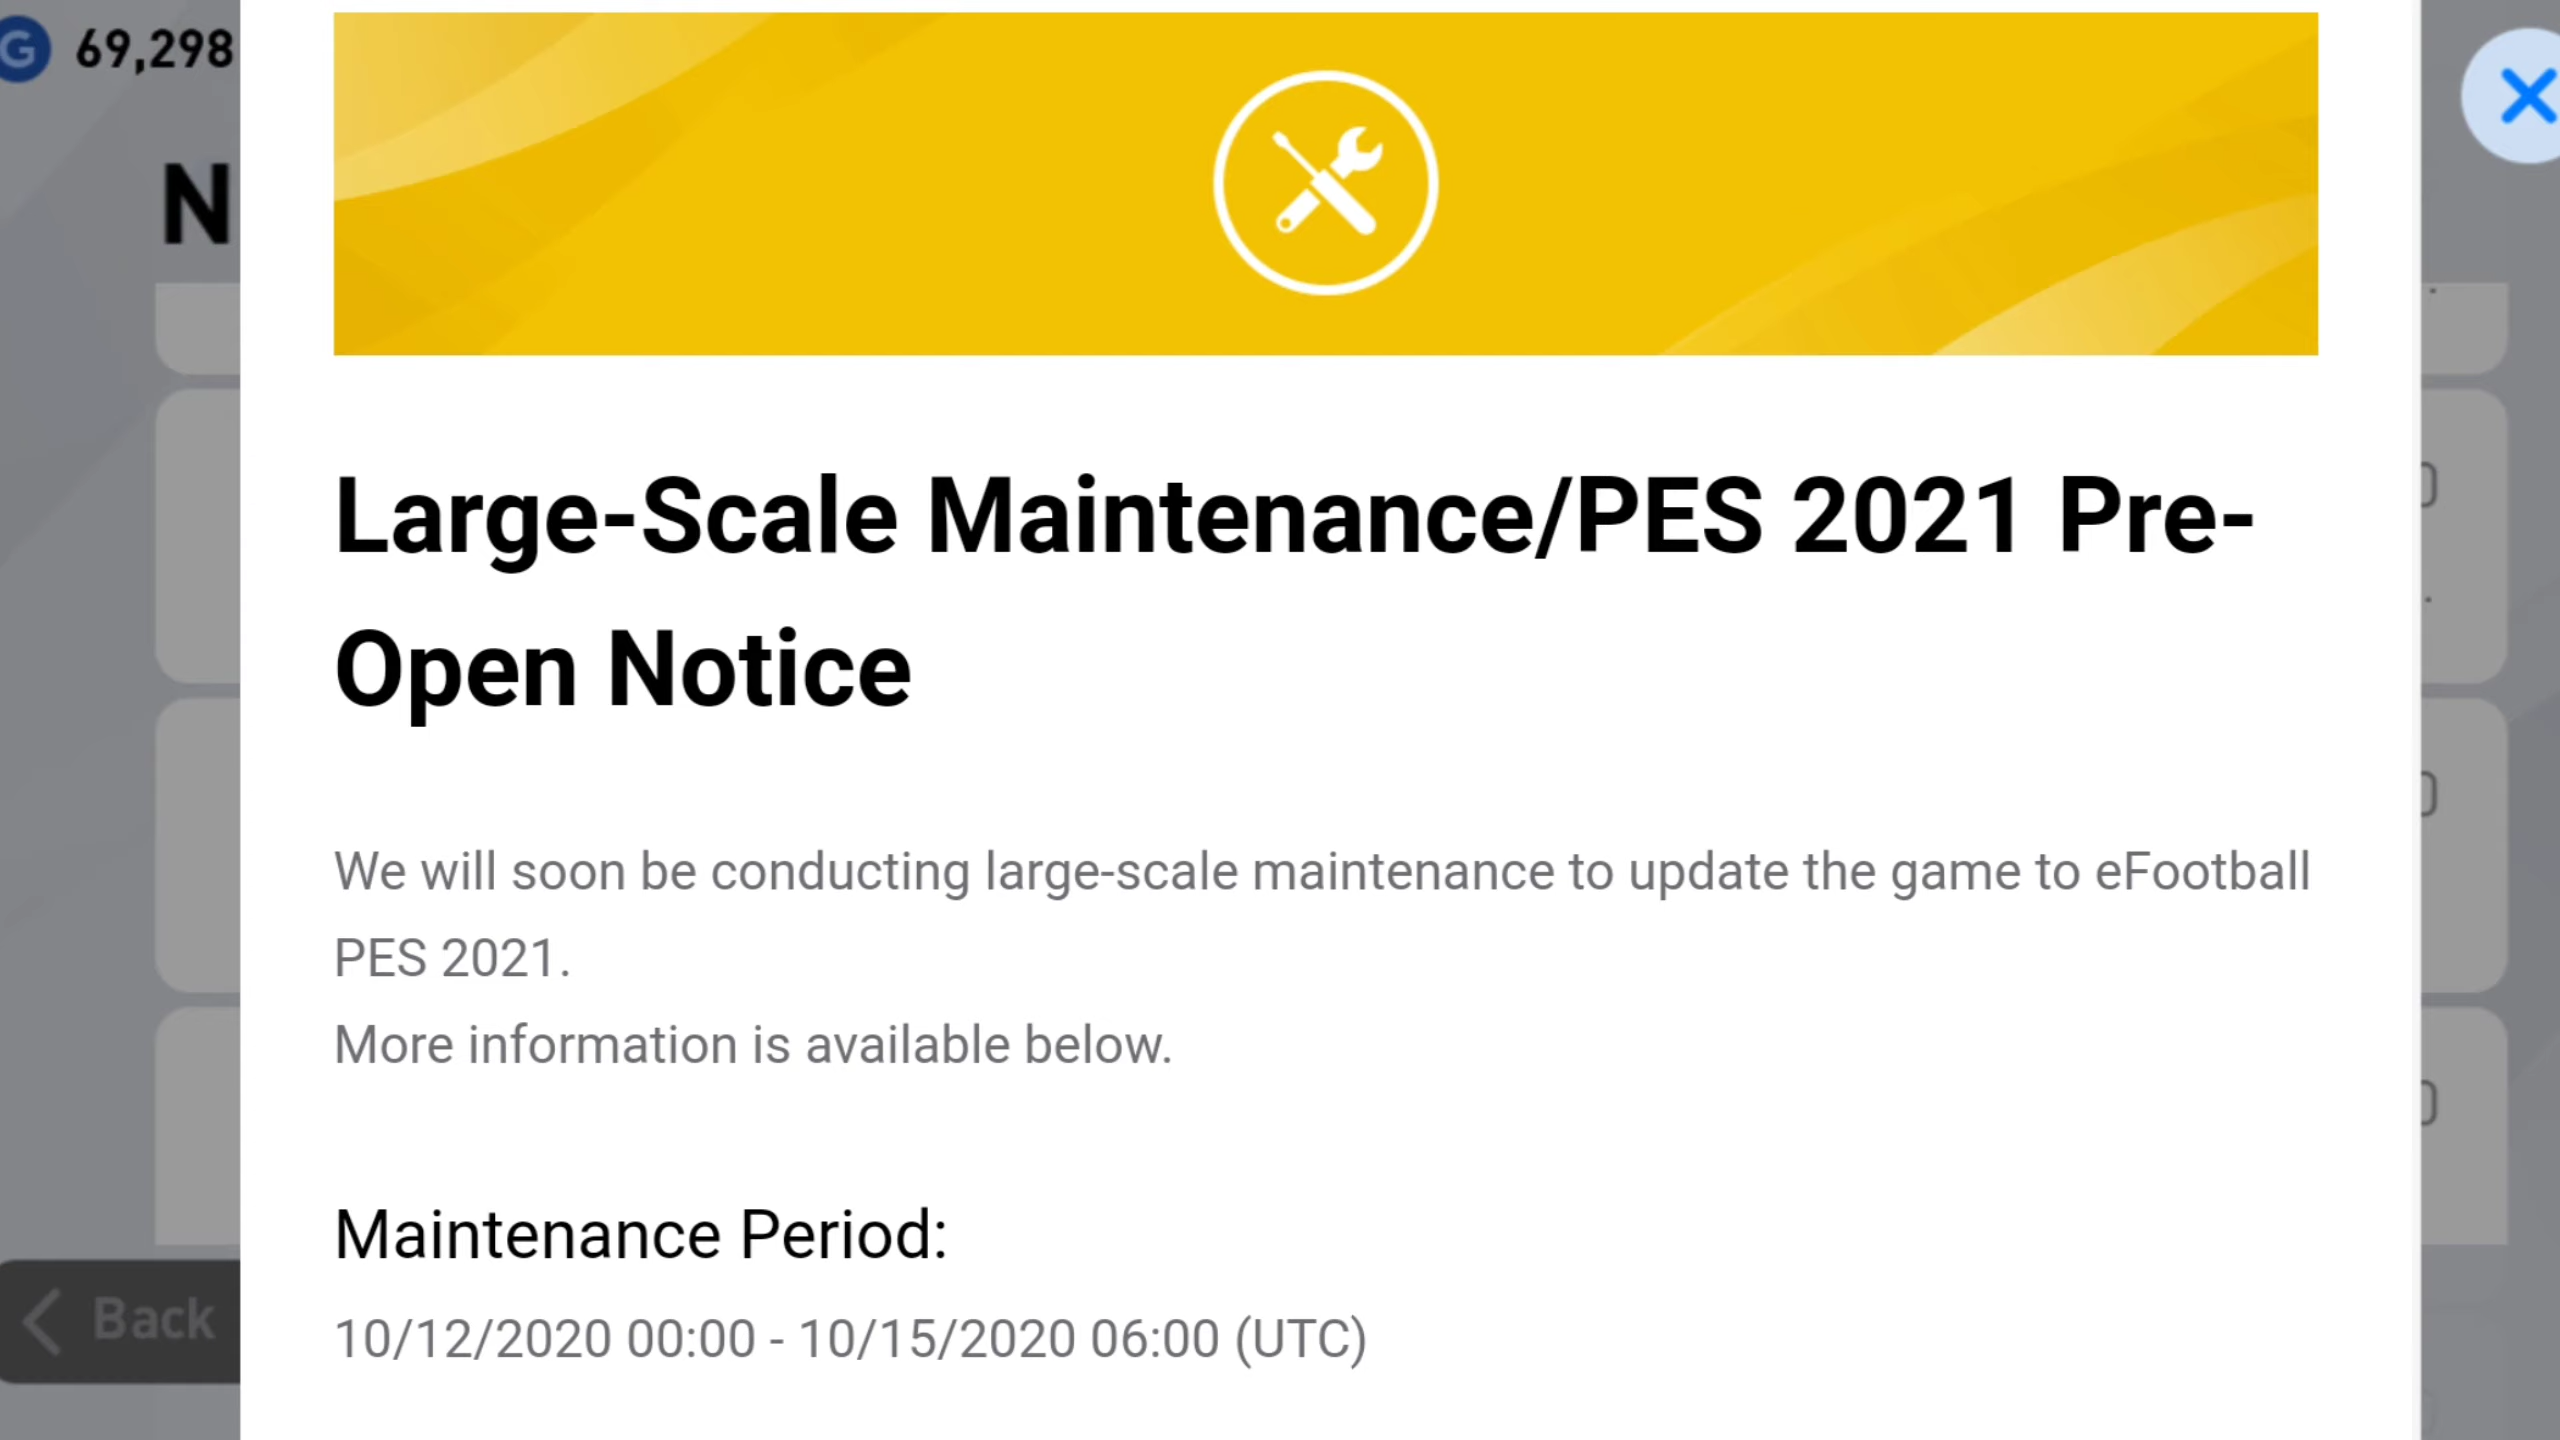 G 69,298
N
Large-Scale Maintenance/PES 2021 Pre-
Open Notice
We will soon be conducting large-scale maintenance to update the game to eFootball
PES 2021.
More information is available below.
Maintenance Period:
10/12/2020 00:00 - 10/15/2020 06:00 (UTC)
Back